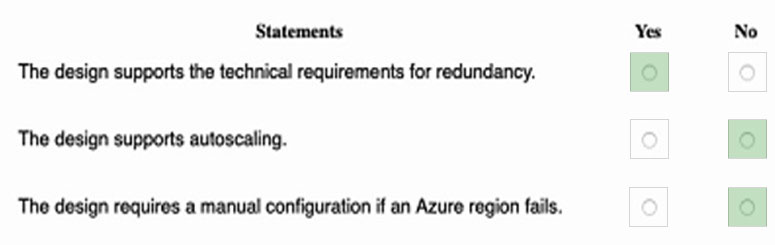 Statements Yes No
The design supports the technical requirements for redundancy.
The design supports autoscaling.
The design requires a manual configuration if an Azure region fails.